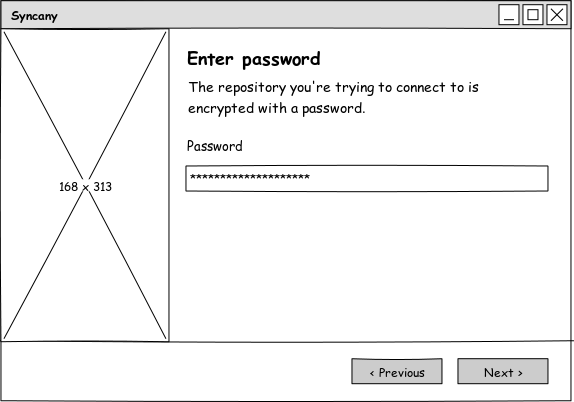 Syncany
Enter password
The repository you're trying to connect to is
encrypted with a password.
Password
********************
168 x 313
‹ Previous
Next ›